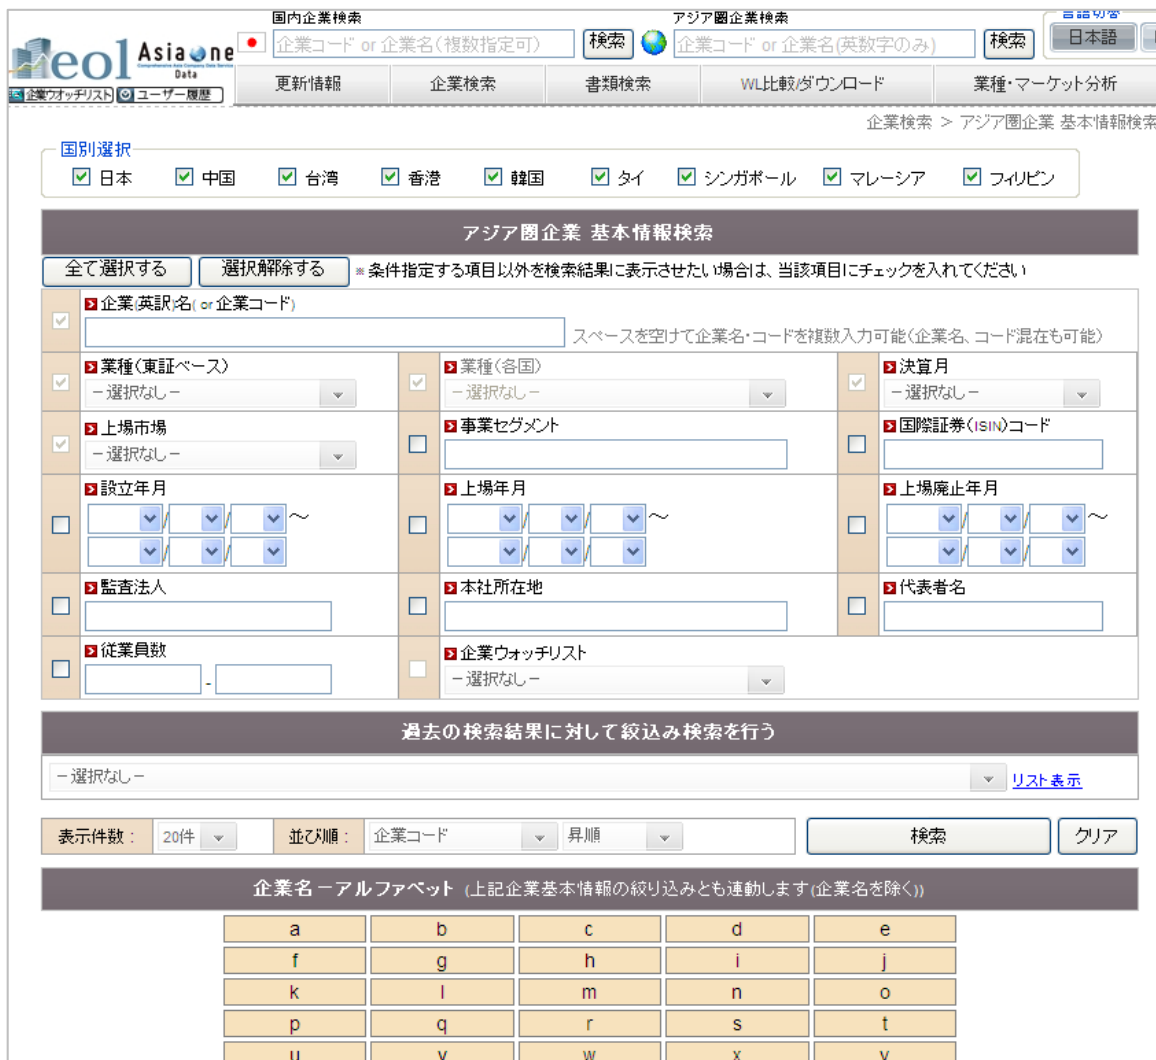 国内企業検索 アジア圏企業検索 言語切替
eol Asia one Data
企業コード or 企業名(複数指定可) 検索 企業コード or 企業名(英数字のみ) 検索 日本語
企業ウォッチリスト ユーザー履歴
更新情報 企業検索 書類検索 WL比較/ダウンロード 業種・マーケット分析
企業検索 > アジア圏企業 基本情報検索
国別選択
日本 中国 台湾 香港 韓国 タイ シンガポール マレーシア フィリピン
アジア圏企業 基本情報検索
全て選択する 選択解除する ※条件指定する項目以外を検索結果に表示させたい場合は、当該項目にチェックを入れてください
企業(英訳)名( or 企業コード)
スペースを空けて企業名・コードを複数入力可能(企業名、コード混在も可能)
業種(東証ベース) 業種(各国) 決算月
－選択なし－ －選択なし－ －選択なし－
上場市場 事業セグメント 国際証券(ISIN)コード
－選択なし－
設立年月 上場年月 上場廃止年月
/ / ～ / / ～ / / ～
/ / / / / /
監査法人 本社所在地 代表者名
従業員数 企業ウォッチリスト
- －選択なし－
過去の検索結果に対して絞込み検索を行う
－選択なし－ リスト表示
表示件数 : 20件 並び順 : 企業コード 昇順 検索 クリア
企業名－アルファベット (上記企業基本情報の絞り込みとも連動します(企業名を除く))
a b c d e
f g h i j
k l m n o
p q r s t
u v w x y